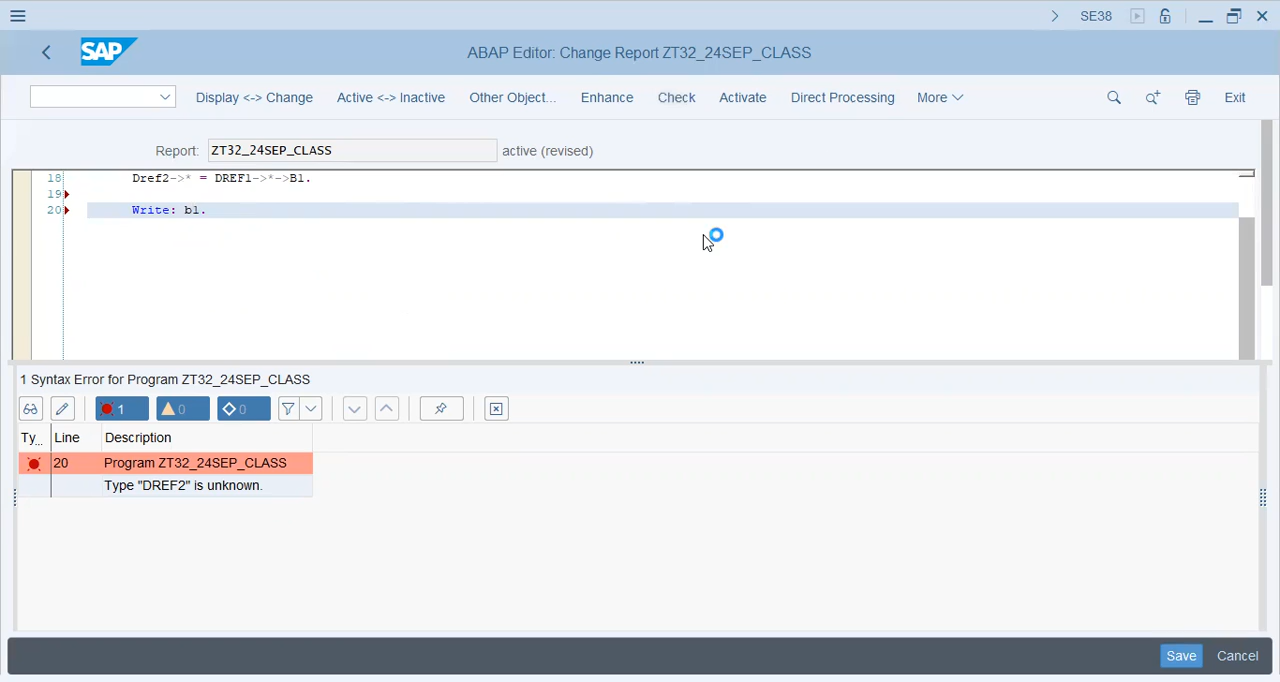 SE38
SAP
ABAP Editor: Change Report ZT32_24SEP_CLASS
Display <-> Change
Active <-> Inactive
Other Object...
Enhance
Check
Activate
Direct Processing
More
Exit
Report: ZT32_24SEP_CLASS active (revised)
18 Dref2->* = DREF1->*->B1.
19
20 Write: b1.
1 Syntax Error for Program ZT32_24SEP_CLASS
1
0
0
Ty... Line Description
20 Program ZT32_24SEP_CLASS
Type "DREF2" is unknown.
Save Cancel